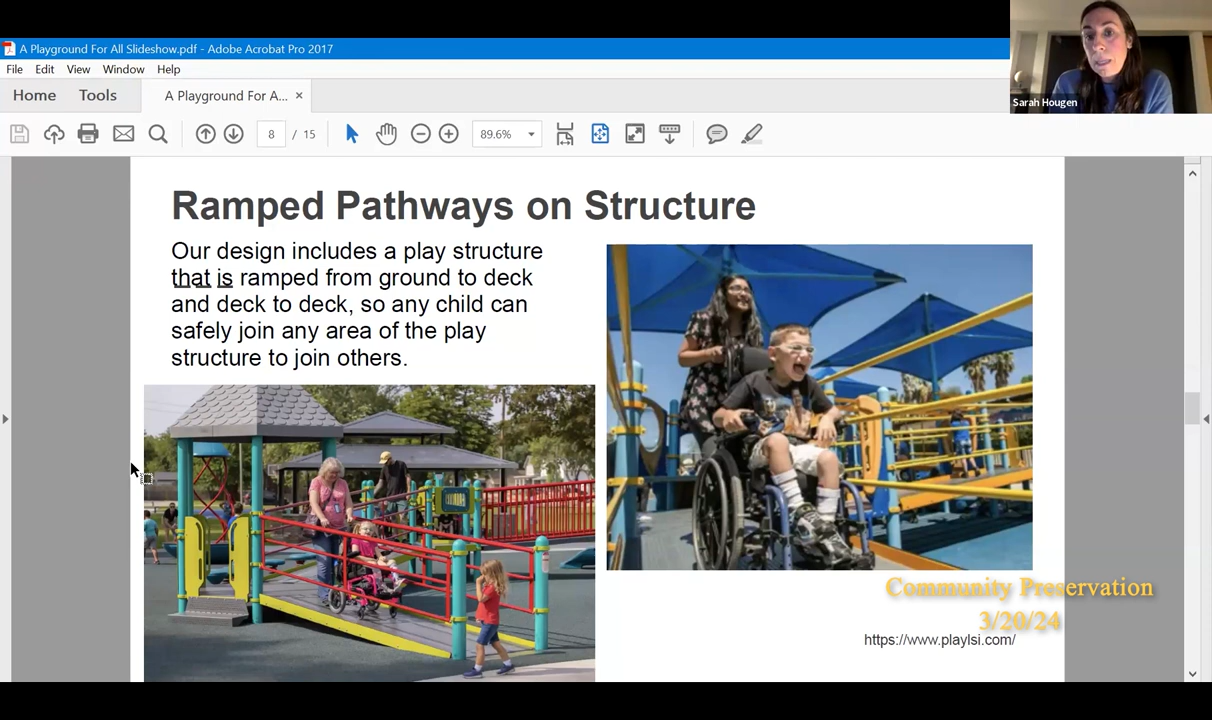 A Playground For All Slideshow.pdf - Adobe Acrobat Pro 2017
File Edit View Window Help
Home Tools A Playground For A... ×
8 / 15 89.6%
Sarah Hougen
Ramped Pathways on Structure
Our design includes a play structure
that is ramped from ground to deck
and deck to deck, so any child can
safely join any area of the play
structure to join others.
Community Preservation
3/20/24
https://www.playlsi.com/